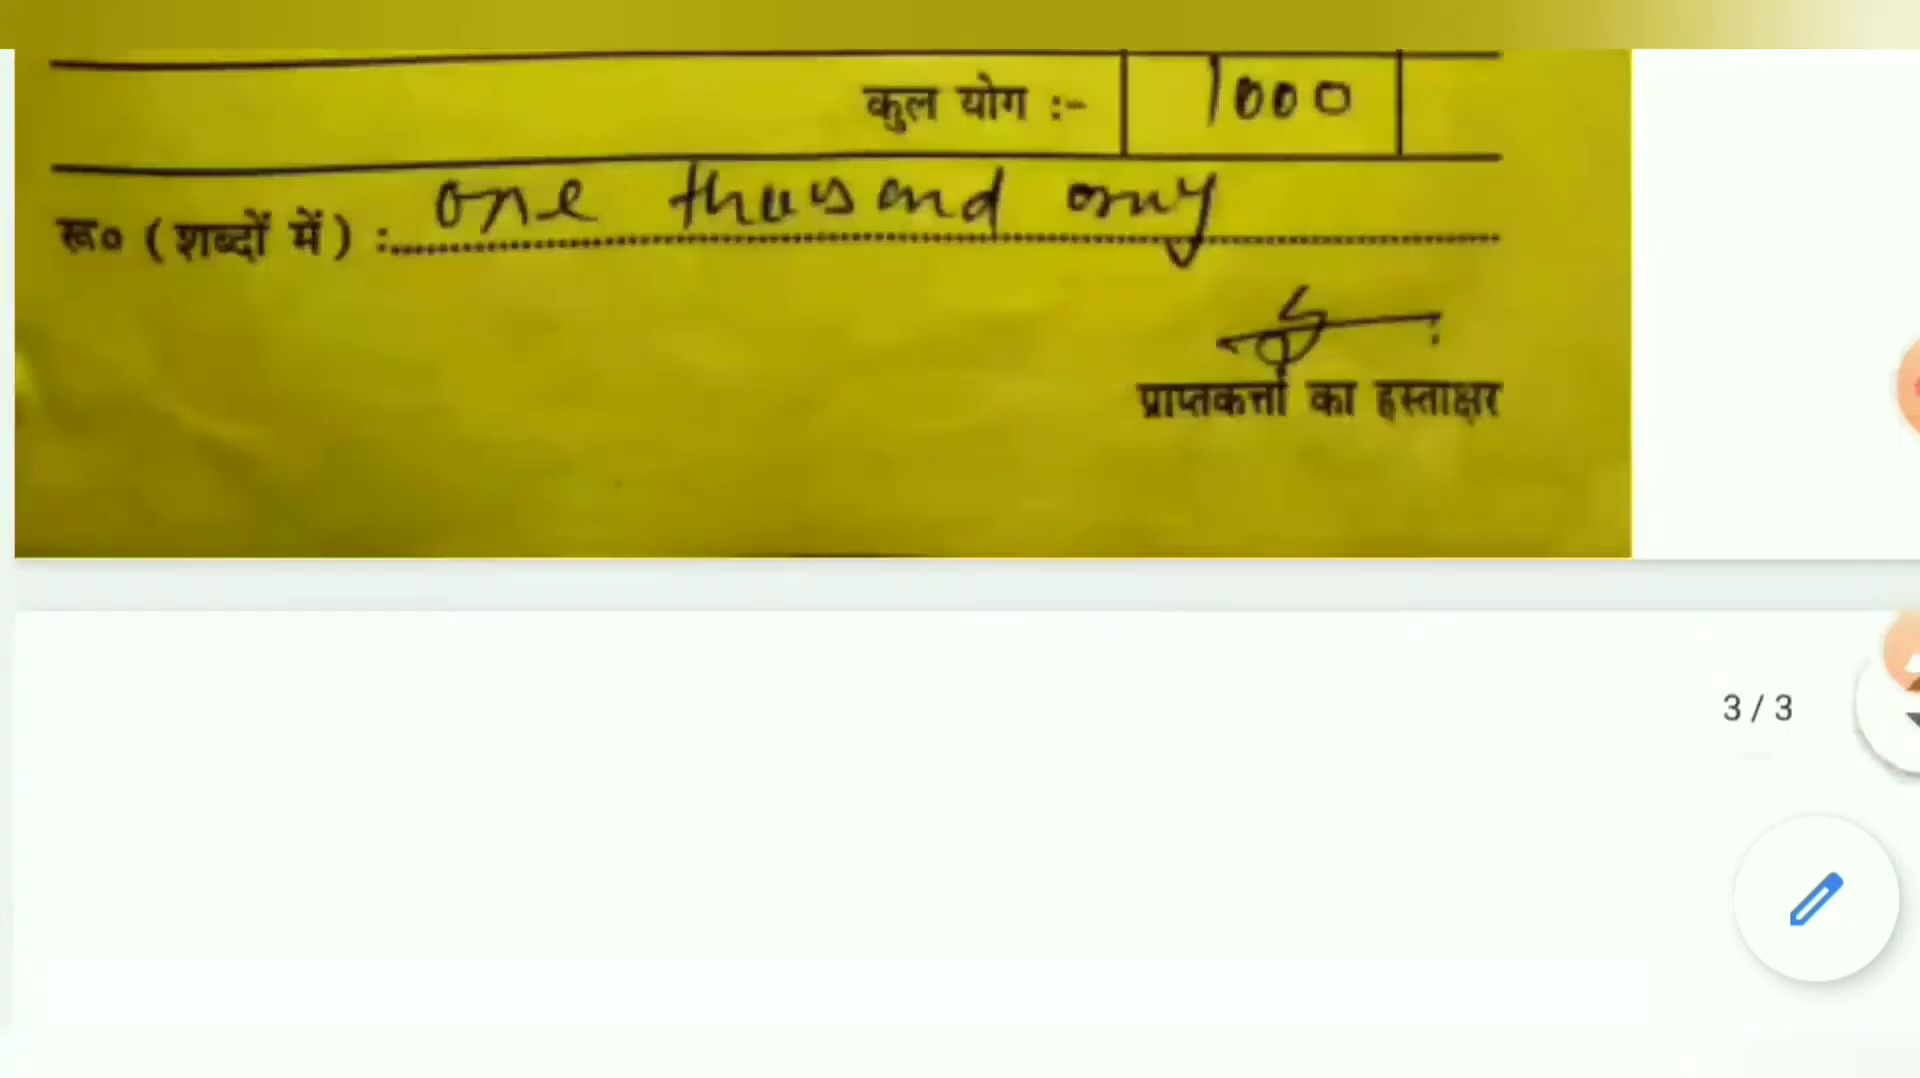 कुल योग :- 1000
रू० ( शब्दों में ) : one thousand only
प्राप्तकर्त्ता का हस्ताक्षर
3 / 3